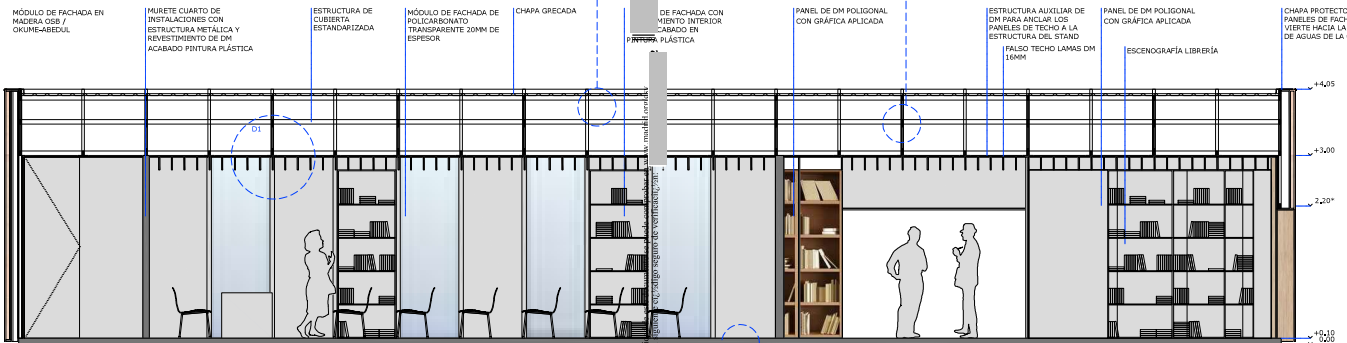 MÓDULO DE FACHADA EN
MADERA OSB /
OKUME-ABEDUL
MURETE CUARTO DE
INSTALACIONES CON
ESTRUCTURA METÁLICA Y
REVESTIMIENTO DE DM
ACABADO PINTURA PLÁSTICA
ESTRUCTURA DE
CUBIERTA
ESTANDARIZADA
MÓDULO DE FACHADA DE
POLICARBONATO
TRANSPARENTE 20MM DE
ESPESOR
CHAPA GRECADA
DE FACHADA CON
MIENTO INTERIOR
CABADO EN
PINTURA PLÁSTICA
PANEL DE DM POLIGONAL
CON GRÁFICA APLICADA
ESTRUCTURA AUXILIAR DE
DM PARA ANCLAR LOS
PANELES DE TECHO A LA
ESTRUCTURA DEL STAND
FALSO TECHO LAMAS DM
16MM
PANEL DE DM POLIGONAL
CON GRÁFICA APLICADA
ESCENOGRAFÍA LIBRERÍA
CHAPA PROTECTO
PANELES DE FACH
VIERTE HACIA LA
DE AGUAS DE LA
D1
+4.05
+3.00
2.20*
+0.10
0.00